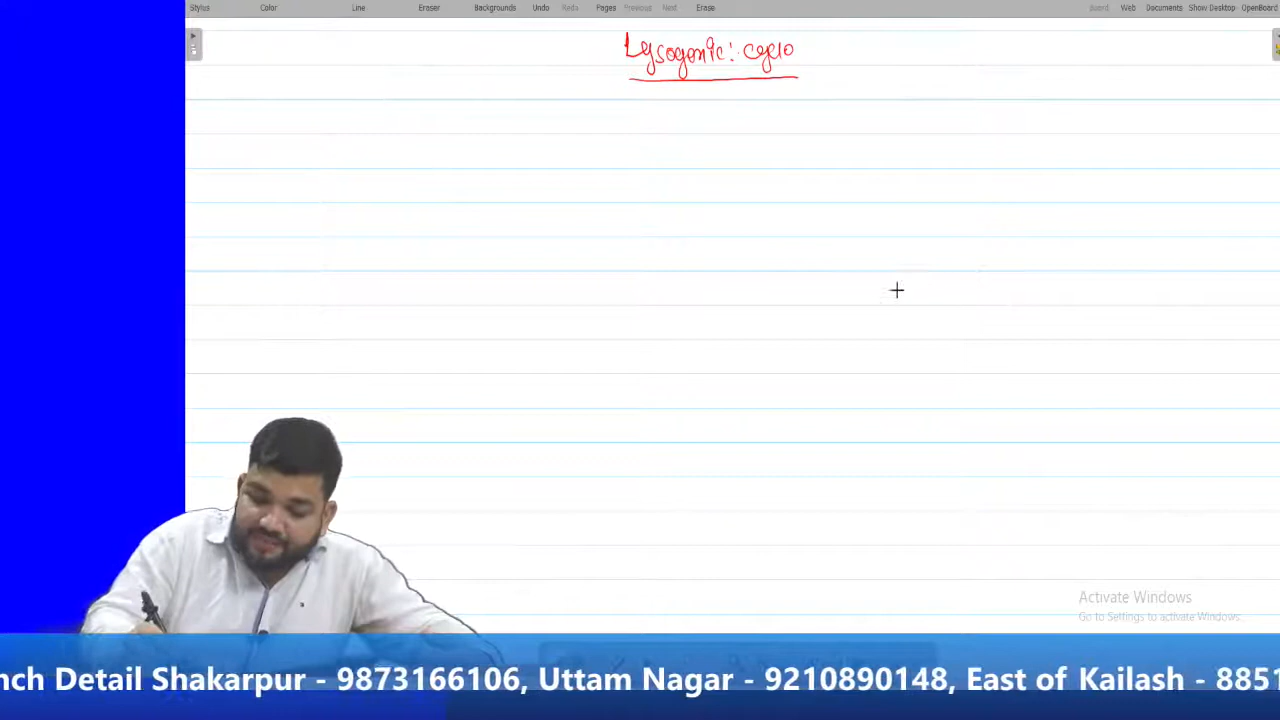 Stylus Color Line Eraser Backgrounds Undo Redo Pages Previous Next Erase Board Web Documents Show Desktop OpenBoard
Lysogenic: cycle
Activate Windows
Go to Settings to activate Windows.
nch Detail Shakarpur - 9873166106, Uttam Nagar - 9210890148, East of Kailash - 8851